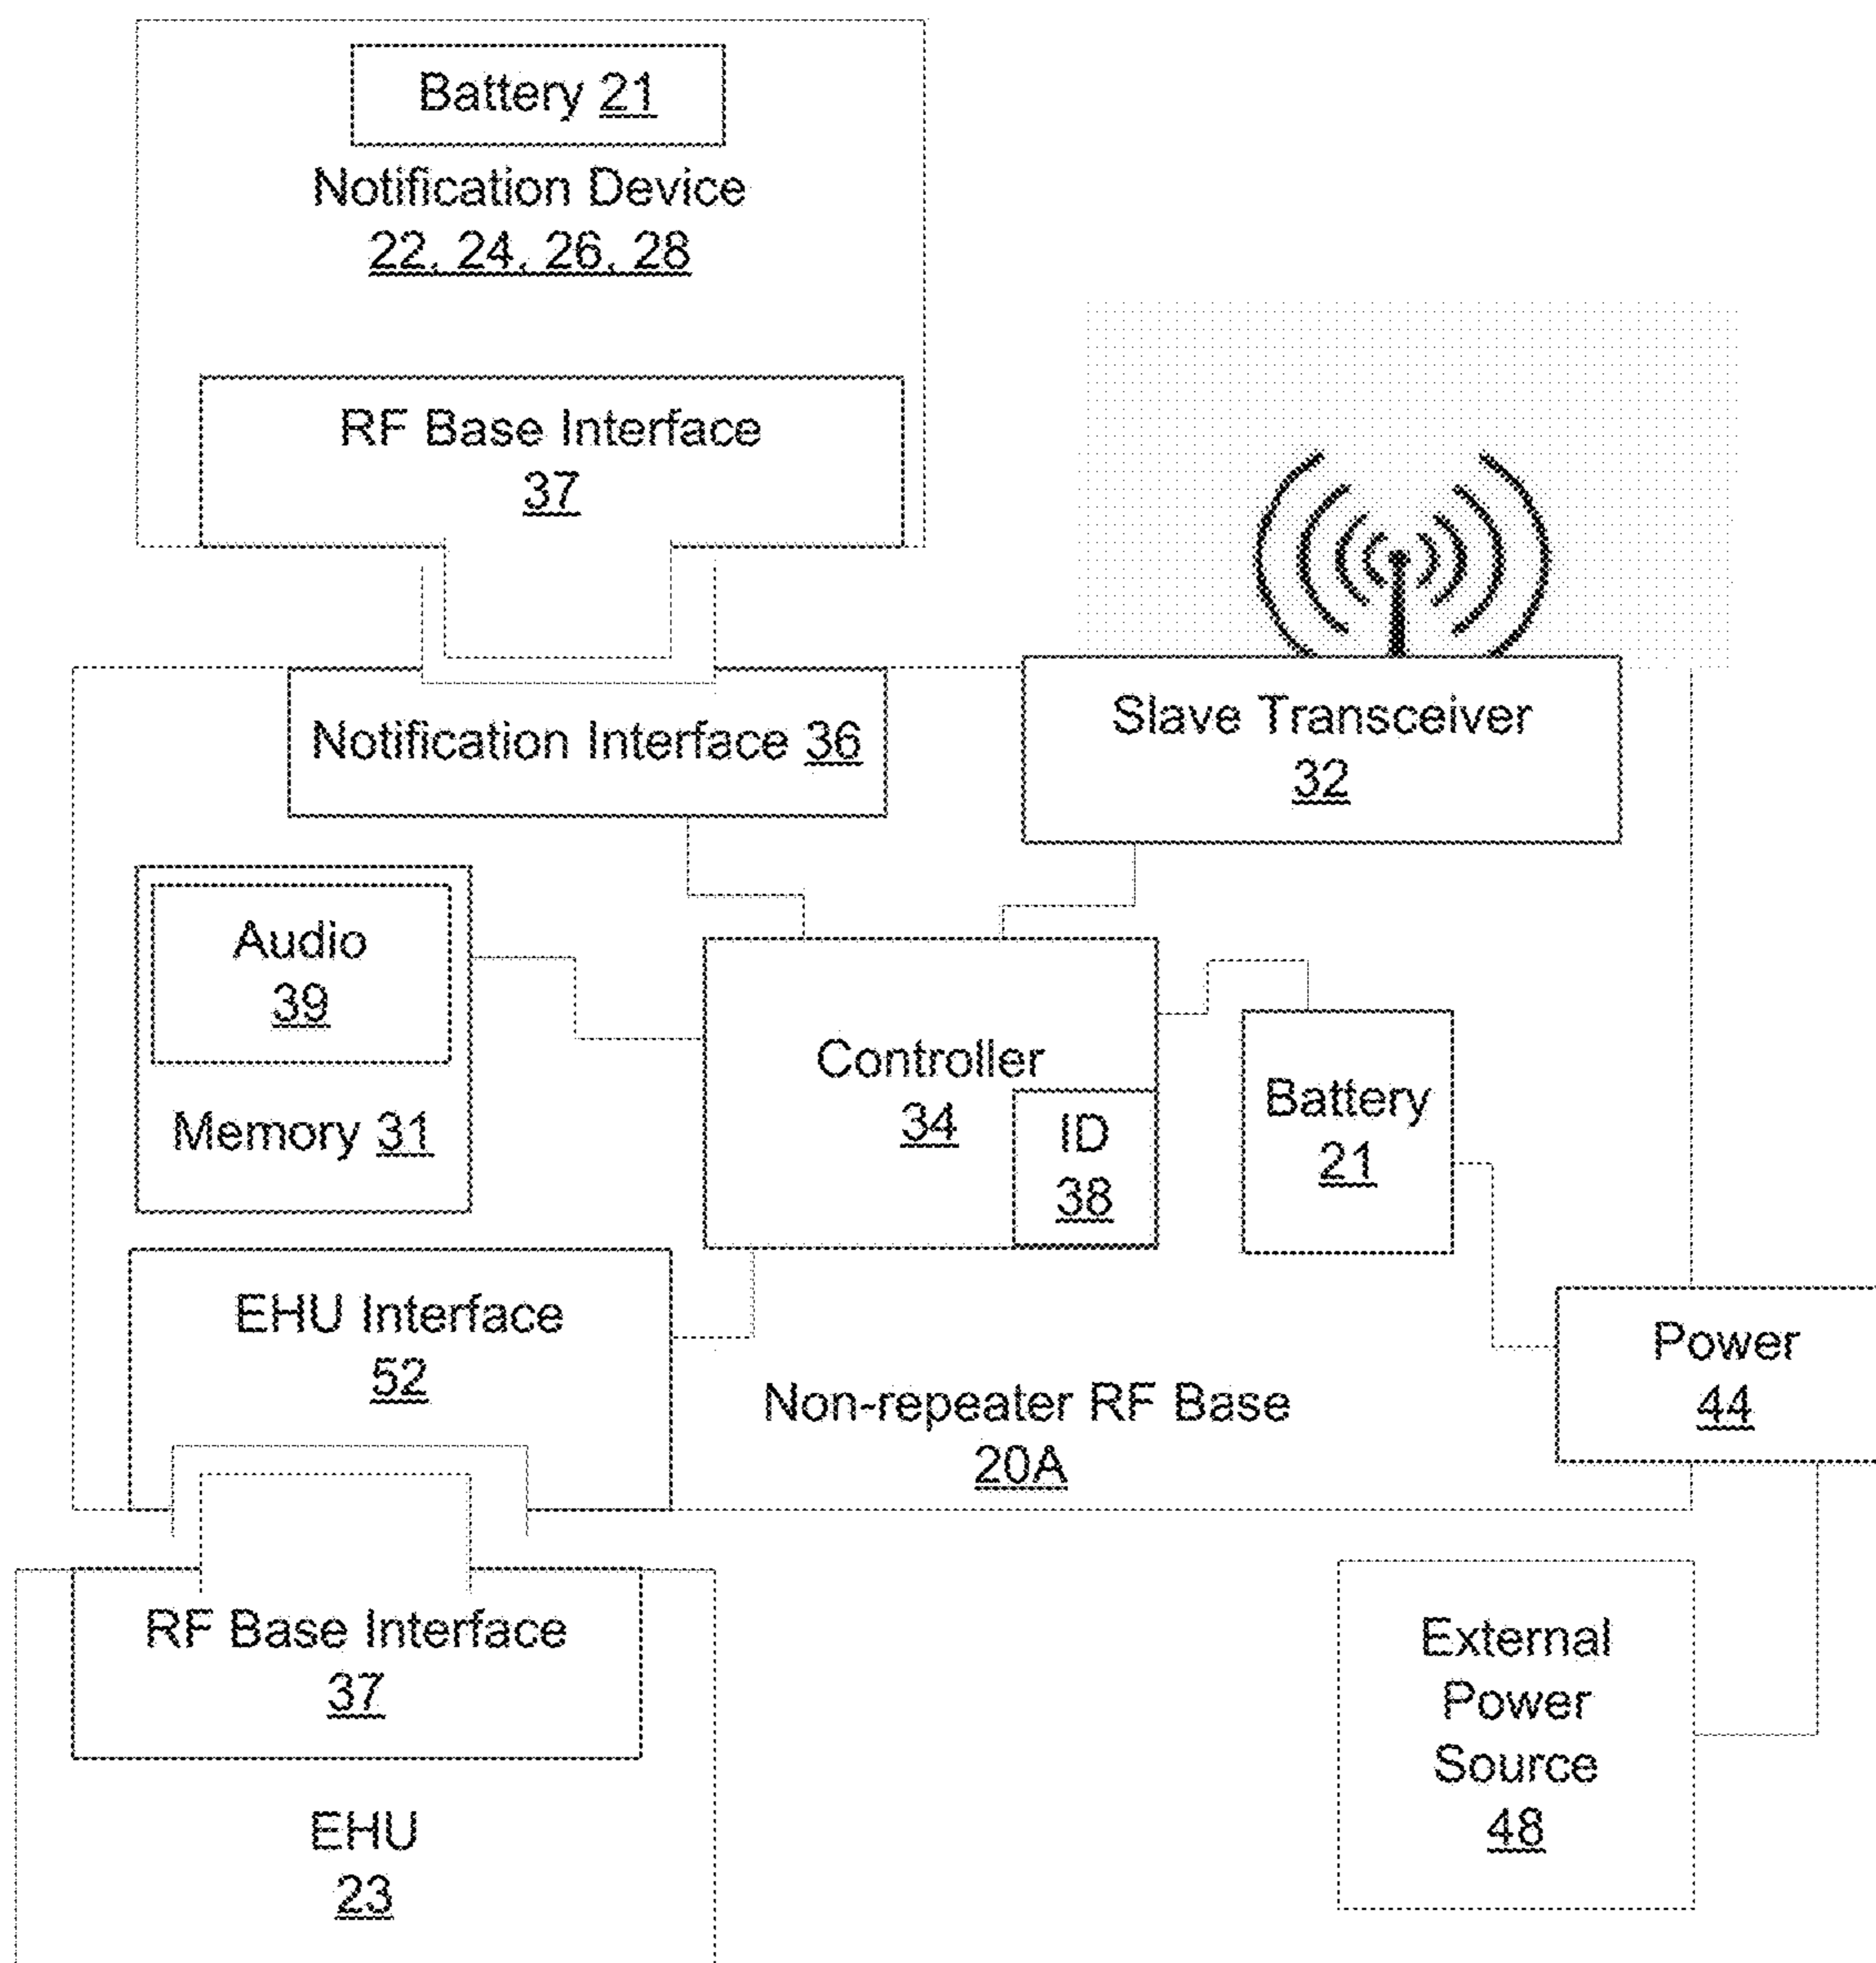 Battery 21
Notification Device
22, 24, 26, 28
RF Base Interface
37
Notification Interface 36
Slave Transceiver
32
Audio
39
Memory 31
Controller
34
ID
38
Battery
21
EHU Interface
52
Non-repeater RF Base
20A
Power
44
RF Base Interface
37
EHU
23
External
Power
Source
48